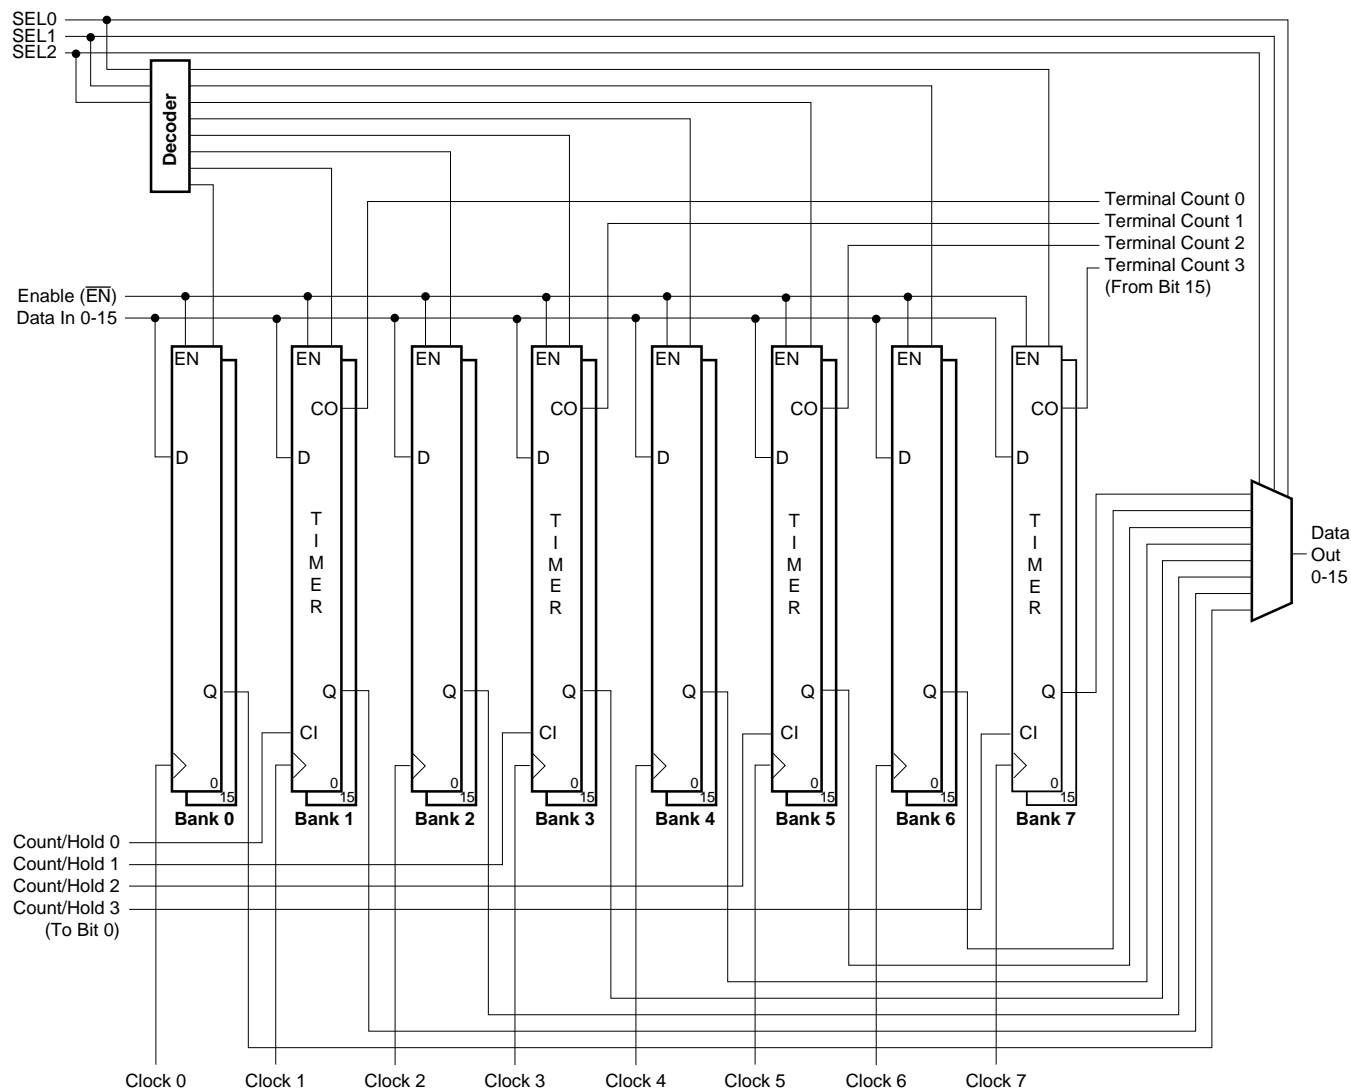 SEL0
SEL1
SEL2
Decoder
Terminal Count 0
Terminal Count 1
Terminal Count 2
Terminal Count 3
(From Bit 15)
Enable (EN)
Data In 0-15
EN EN EN EN EN EN EN EN
CO CO CO CO
D D D D D D D D
TIMER TIMER TIMER TIMER
Data
Out
0-15
Q Q Q Q Q Q Q Q
CI CI CI CI
0 0 0 0 0 0 0 0
15 15 15 15 15 15 15 15
Bank 0 Bank 1 Bank 2 Bank 3 Bank 4 Bank 5 Bank 6 Bank 7
Count/Hold 0
Count/Hold 1
Count/Hold 2
Count/Hold 3
(To Bit 0)
Clock 0 Clock 1 Clock 2 Clock 3 Clock 4 Clock 5 Clock 6 Clock 7